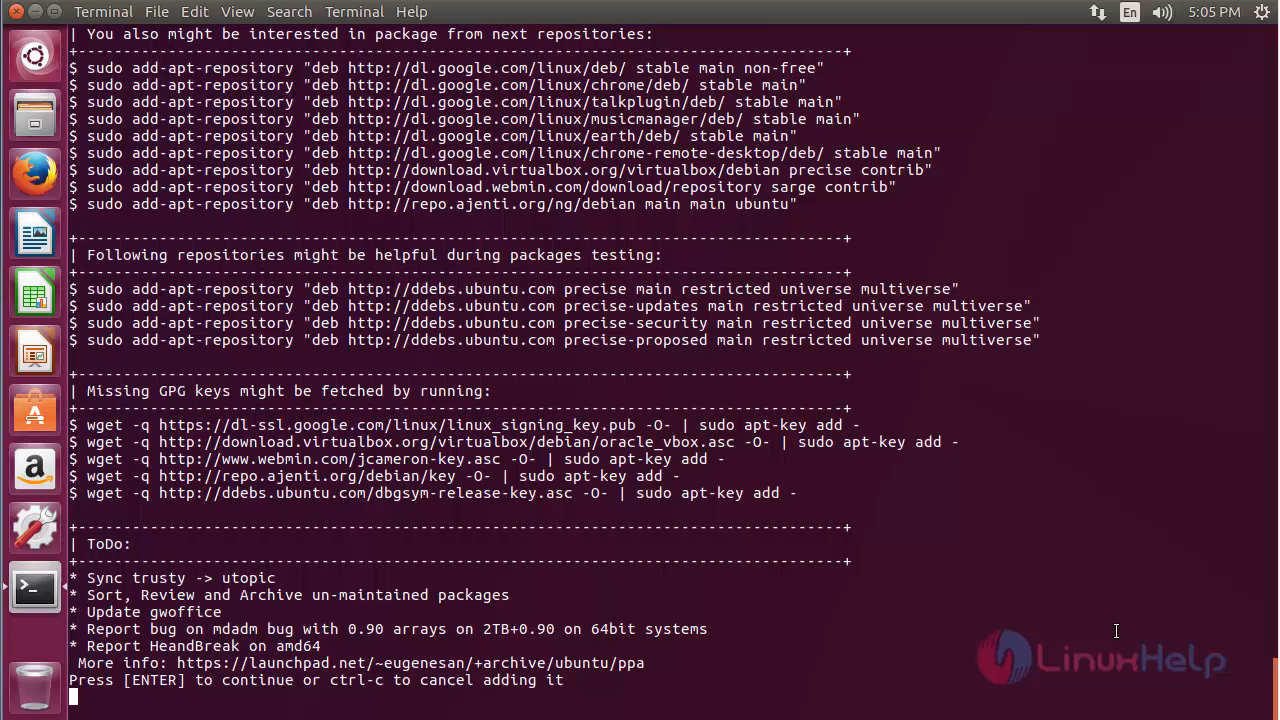 Terminal File Edit View Search Terminal Help En 5:05 PM
| You also might be interested in package from next repositories:
+--------------------------------------------------------------------------------------+
$ sudo add-apt-repository "deb http://dl.google.com/linux/deb/ stable main non-free"
$ sudo add-apt-repository "deb http://dl.google.com/linux/chrome/deb/ stable main"
$ sudo add-apt-repository "deb http://dl.google.com/linux/talkplugin/deb/ stable main"
$ sudo add-apt-repository "deb http://dl.google.com/linux/musicmanager/deb/ stable main"
$ sudo add-apt-repository "deb http://dl.google.com/linux/earth/deb/ stable main"
$ sudo add-apt-repository "deb http://dl.google.com/linux/chrome-remote-desktop/deb/ stable main"
$ sudo add-apt-repository "deb http://download.virtualbox.org/virtualbox/debian precise contrib"
$ sudo add-apt-repository "deb http://download.webmin.com/download/repository sarge contrib"
$ sudo add-apt-repository "deb http://repo.ajenti.org/ng/debian main main ubuntu"
+--------------------------------------------------------------------------------------+
| Following repositories might be helpful during packages testing:
+--------------------------------------------------------------------------------------+
$ sudo add-apt-repository "deb http://ddebs.ubuntu.com precise main restricted universe multiverse"
$ sudo add-apt-repository "deb http://ddebs.ubuntu.com precise-updates main restricted universe multiverse"
$ sudo add-apt-repository "deb http://ddebs.ubuntu.com precise-security main restricted universe multiverse"
$ sudo add-apt-repository "deb http://ddebs.ubuntu.com precise-proposed main restricted universe multiverse"
+--------------------------------------------------------------------------------------+
| Missing GPG keys might be fetched by running:
+--------------------------------------------------------------------------------------+
$ wget -q https://dl-ssl.google.com/linux/linux_signing_key.pub -O- | sudo apt-key add -
$ wget -q http://download.virtualbox.org/virtualbox/debian/oracle_vbox.asc -O- | sudo apt-key add -
$ wget -q http://www.webmin.com/jcameron-key.asc -O- | sudo apt-key add -
$ wget -q http://repo.ajenti.org/debian/key -O- | sudo apt-key add -
$ wget -q http://ddebs.ubuntu.com/dbgsym-release-key.asc -O- | sudo apt-key add -
+--------------------------------------------------------------------------------------+
| ToDo:
+--------------------------------------------------------------------------------------+
* Sync trusty -> utopic
* Sort, Review and Archive un-maintained packages
* Update gwoffice
* Report bug on mdadm bug with 0.90 arrays on 2TB+0.90 on 64bit systems
* Report HeandBreak on amd64
More info: https://launchpad.net/~eugenesan/+archive/ubuntu/ppa
Press [ENTER] to continue or ctrl-c to cancel adding it
LinuxHelp